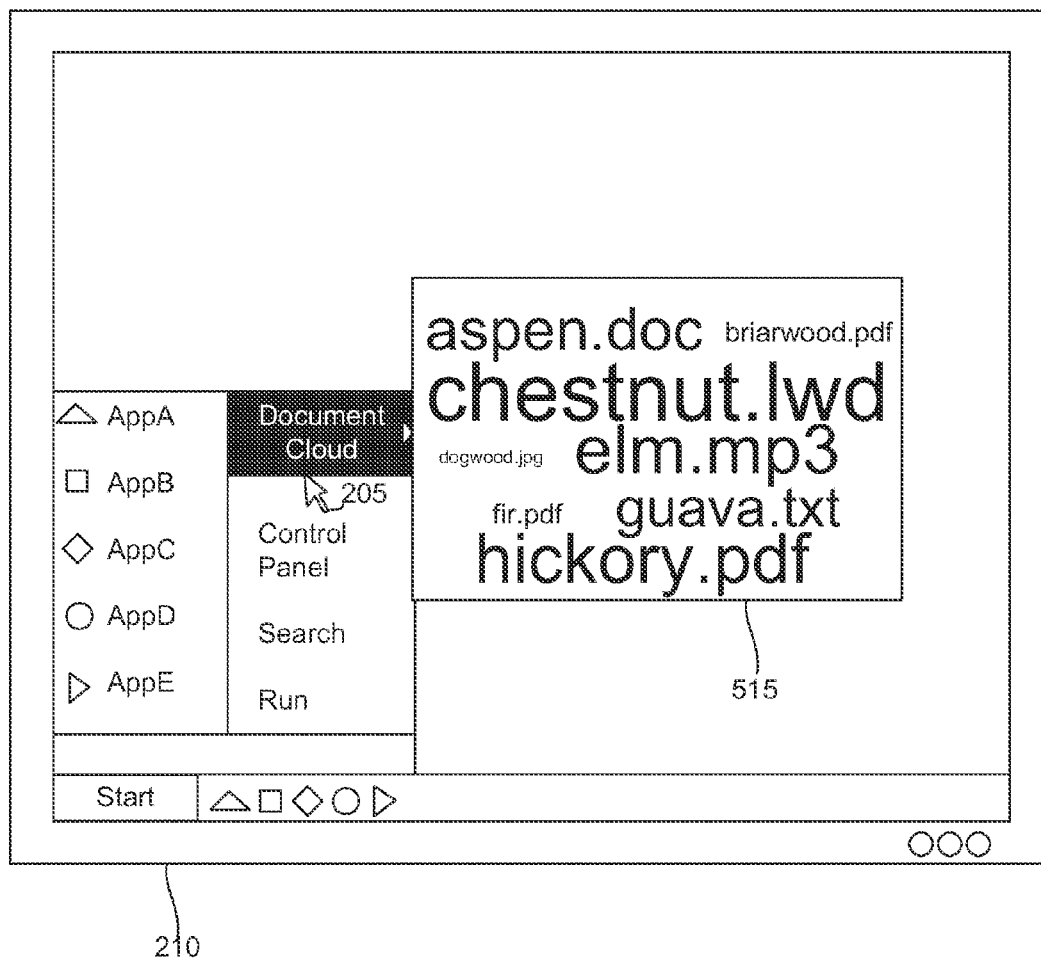 aspen.doc briarwood.pdf
chestnut.lwd
dogwood.jpg elm.mp3
fir.pdf guava.txt
hickory.pdf
515
AppA
AppB
AppC
AppD
AppE
Document
Cloud
205
Control
Panel
Search
Run
Start
210